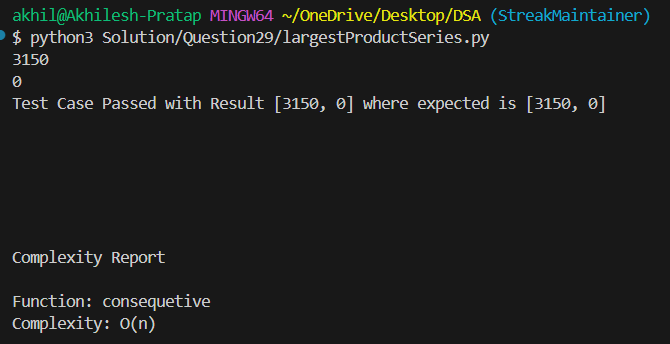 akhil@Akhilesh-Pratap MINGW64 ~/OneDrive/Desktop/DSA (StreakMaintainer)
$ python3 Solution/Question29/largestProductSeries.py
3150
0
Test Case Passed with Result [3150, 0] where expected is [3150, 0]
Complexity Report
Function: consequetive
Complexity: O(n)